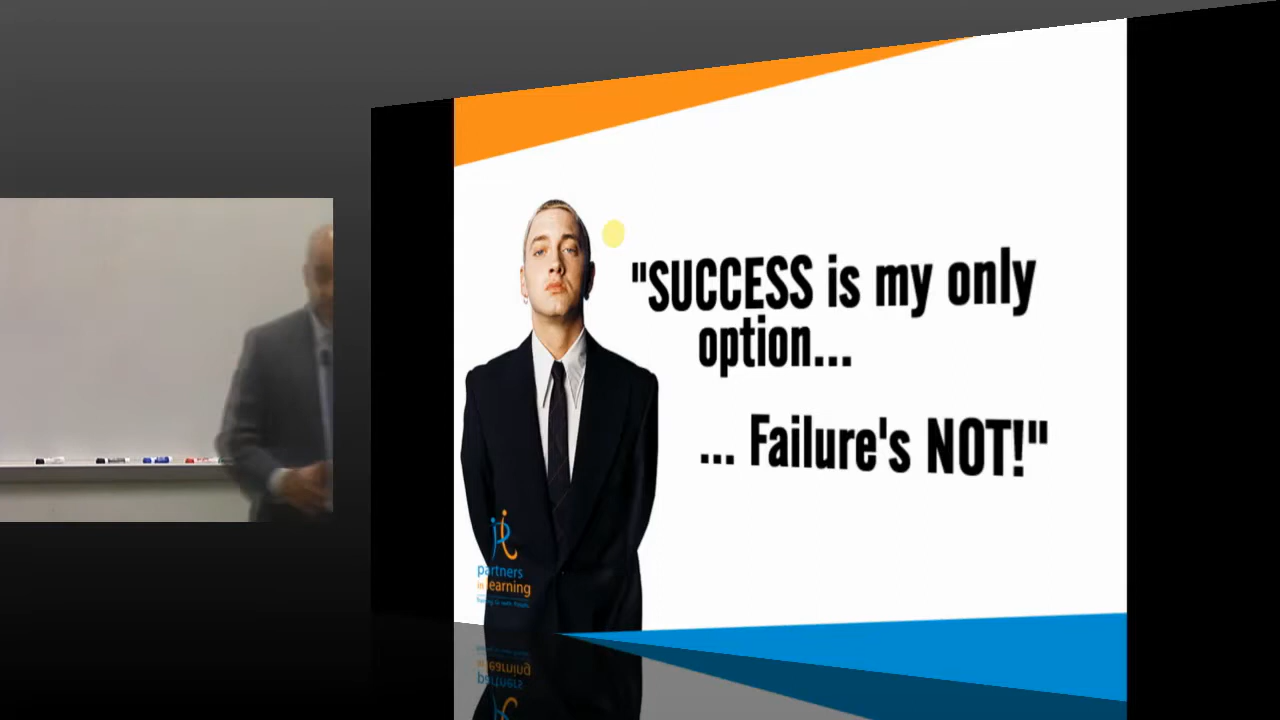 "SUCCESS is my only
option...
... Failure's NOT!"
partners
in learning